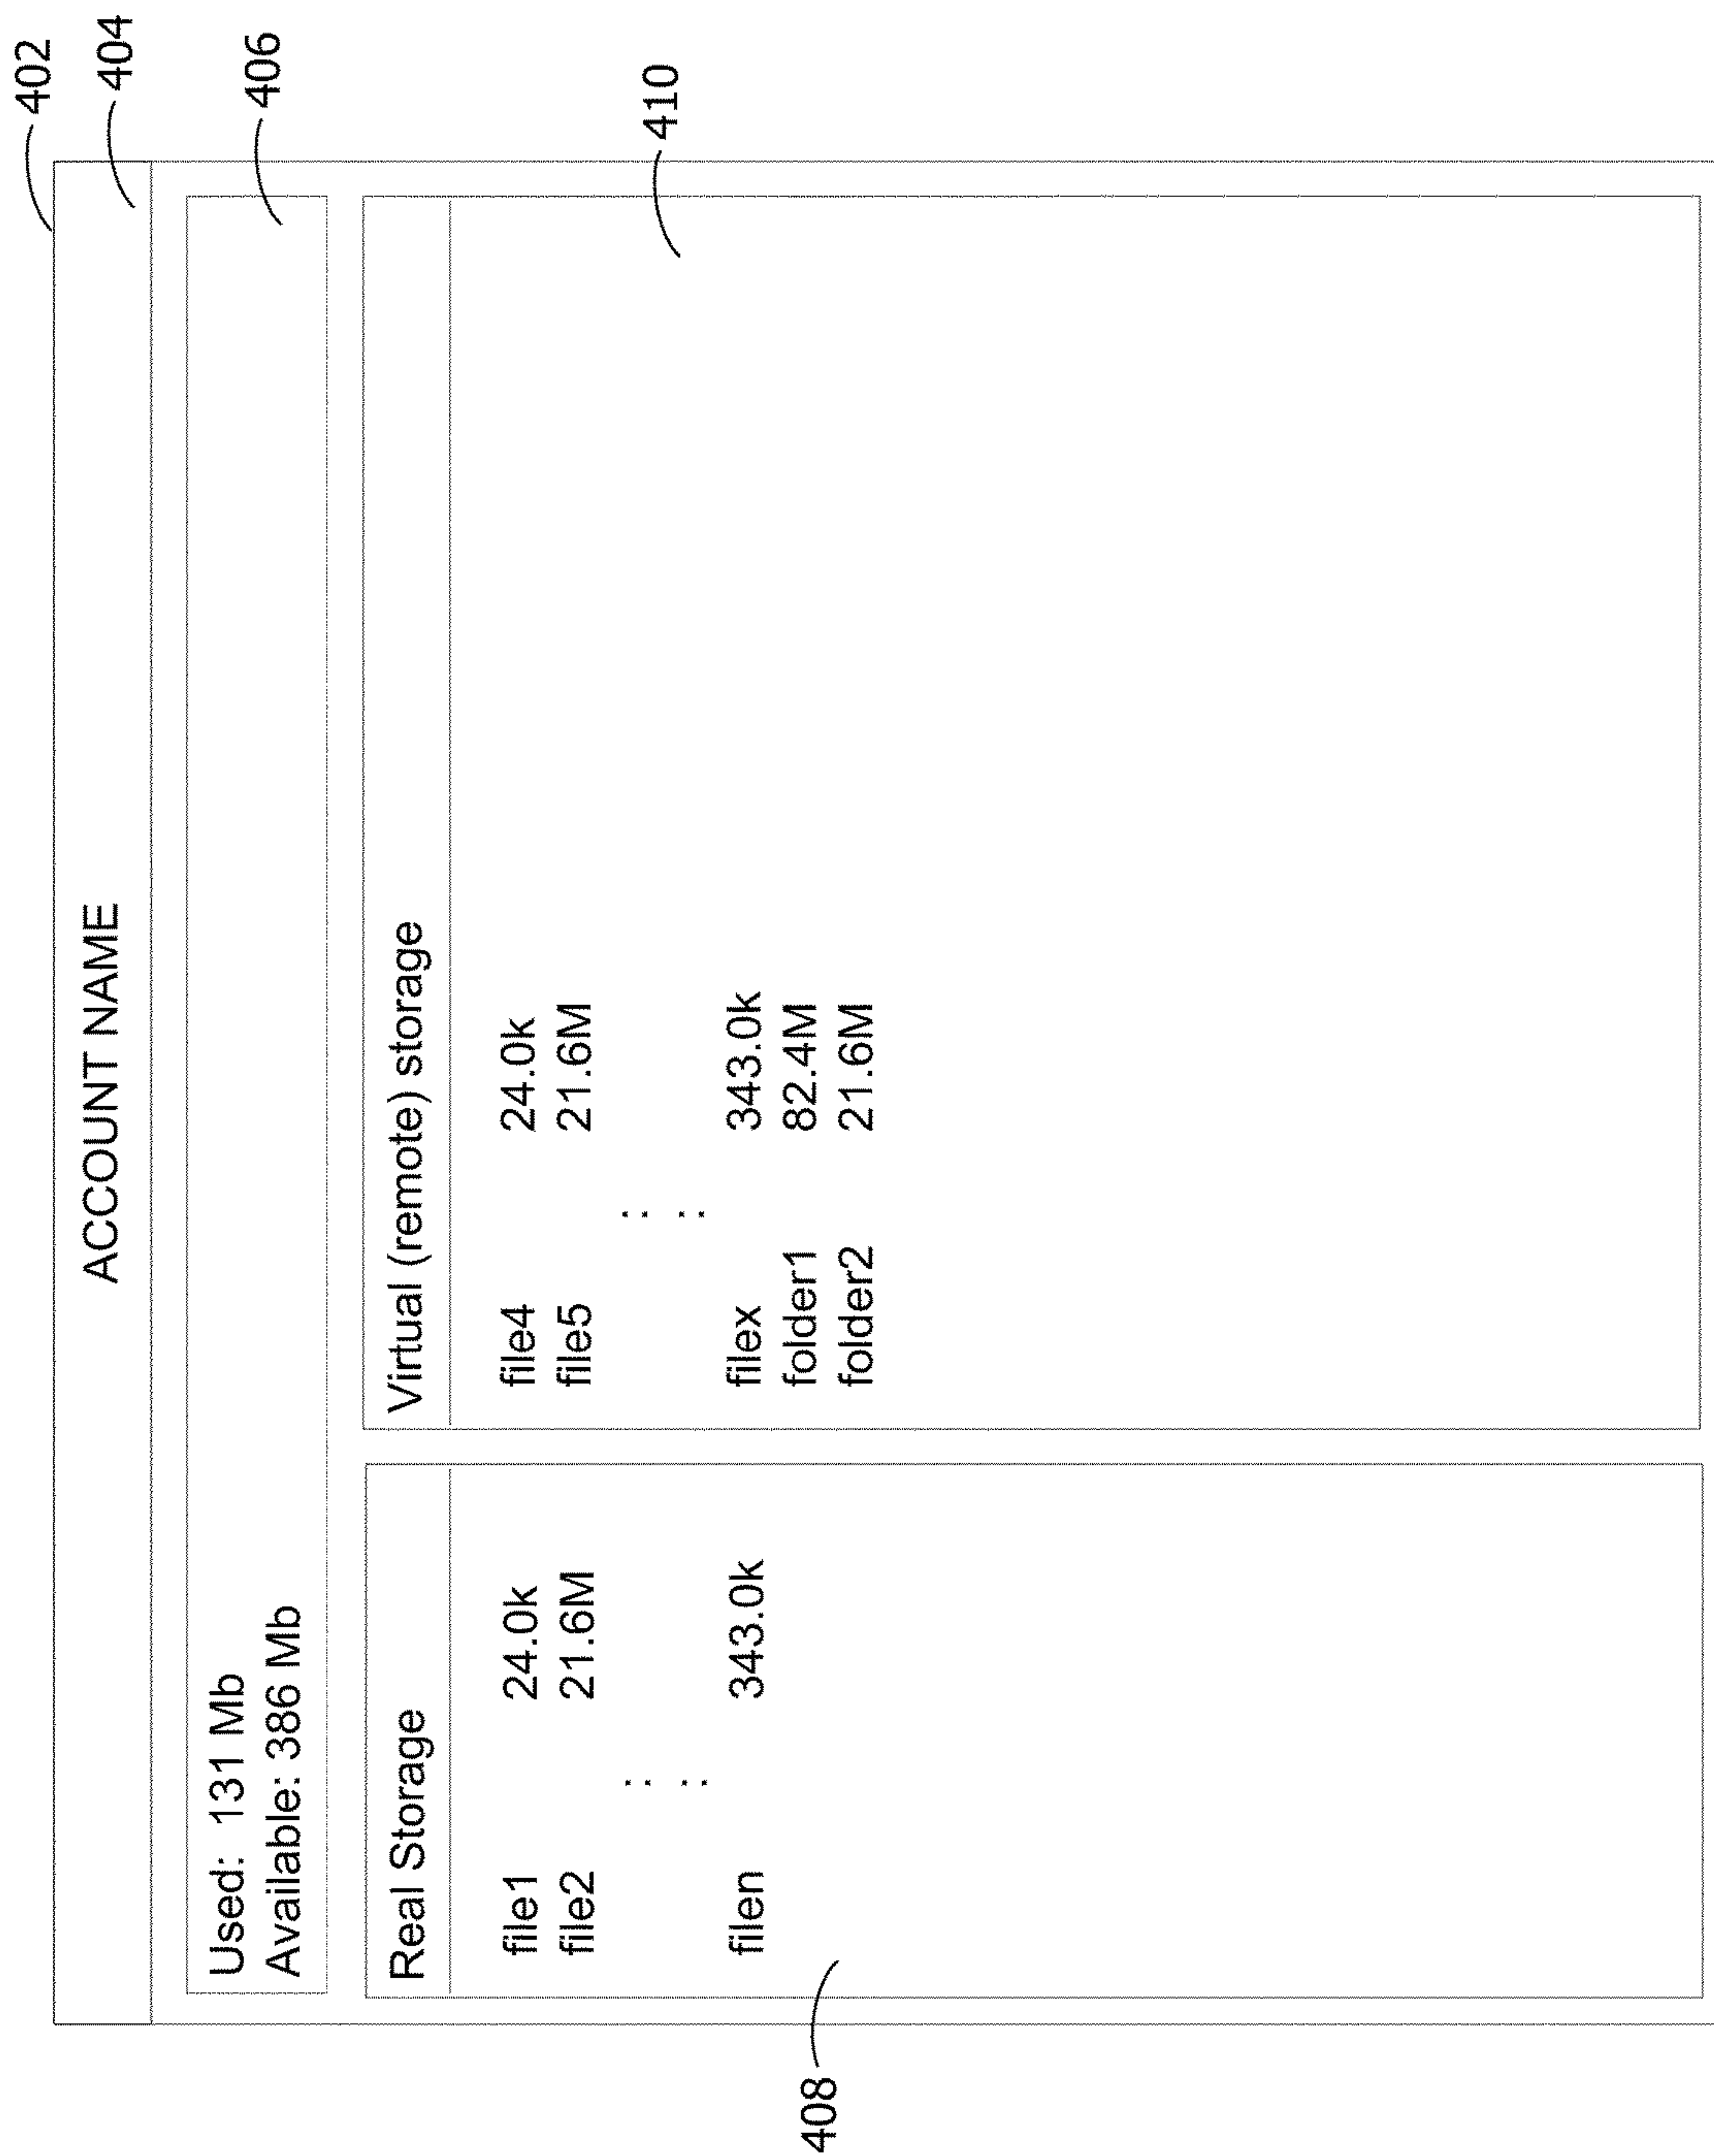 402
404
ACCOUNT NAME
406
Used: 131 Mb
Available: 386 Mb
Real Storage
file1 24.0k
file2 21.6M
: :
filen 343.0k
408
Virtual (remote) storage
file4 24.0k
file5 21.6M
: :
filex 343.0k
folder1 82.4M
folder2 21.6M
410